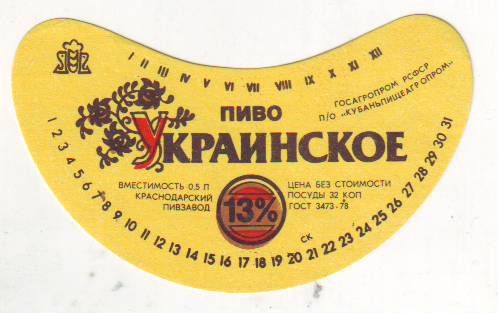 I II III IV V VI VII VIII IX X XI XII
ГОСАГРОПРОМ РСФСР
П/О «КУБАНЬПИЩЕАГРОПРОМ»
ПИВО
УКРАИНСКОЕ
ВМЕСТИМОСТЬ 0,5 Л
КРАСНОДАРСКИЙ
ПИВЗАВОД
13%
ЦЕНА БЕЗ СТОИМОСТИ
ПОСУДЫ 32 КОП
ГОСТ 3473-78
СК
1 2 3 4 5 6 7 8 9 10 11 12 13 14 15 16 17 18 19 20 21 22 23 24 25 26 27 28 29 30 31